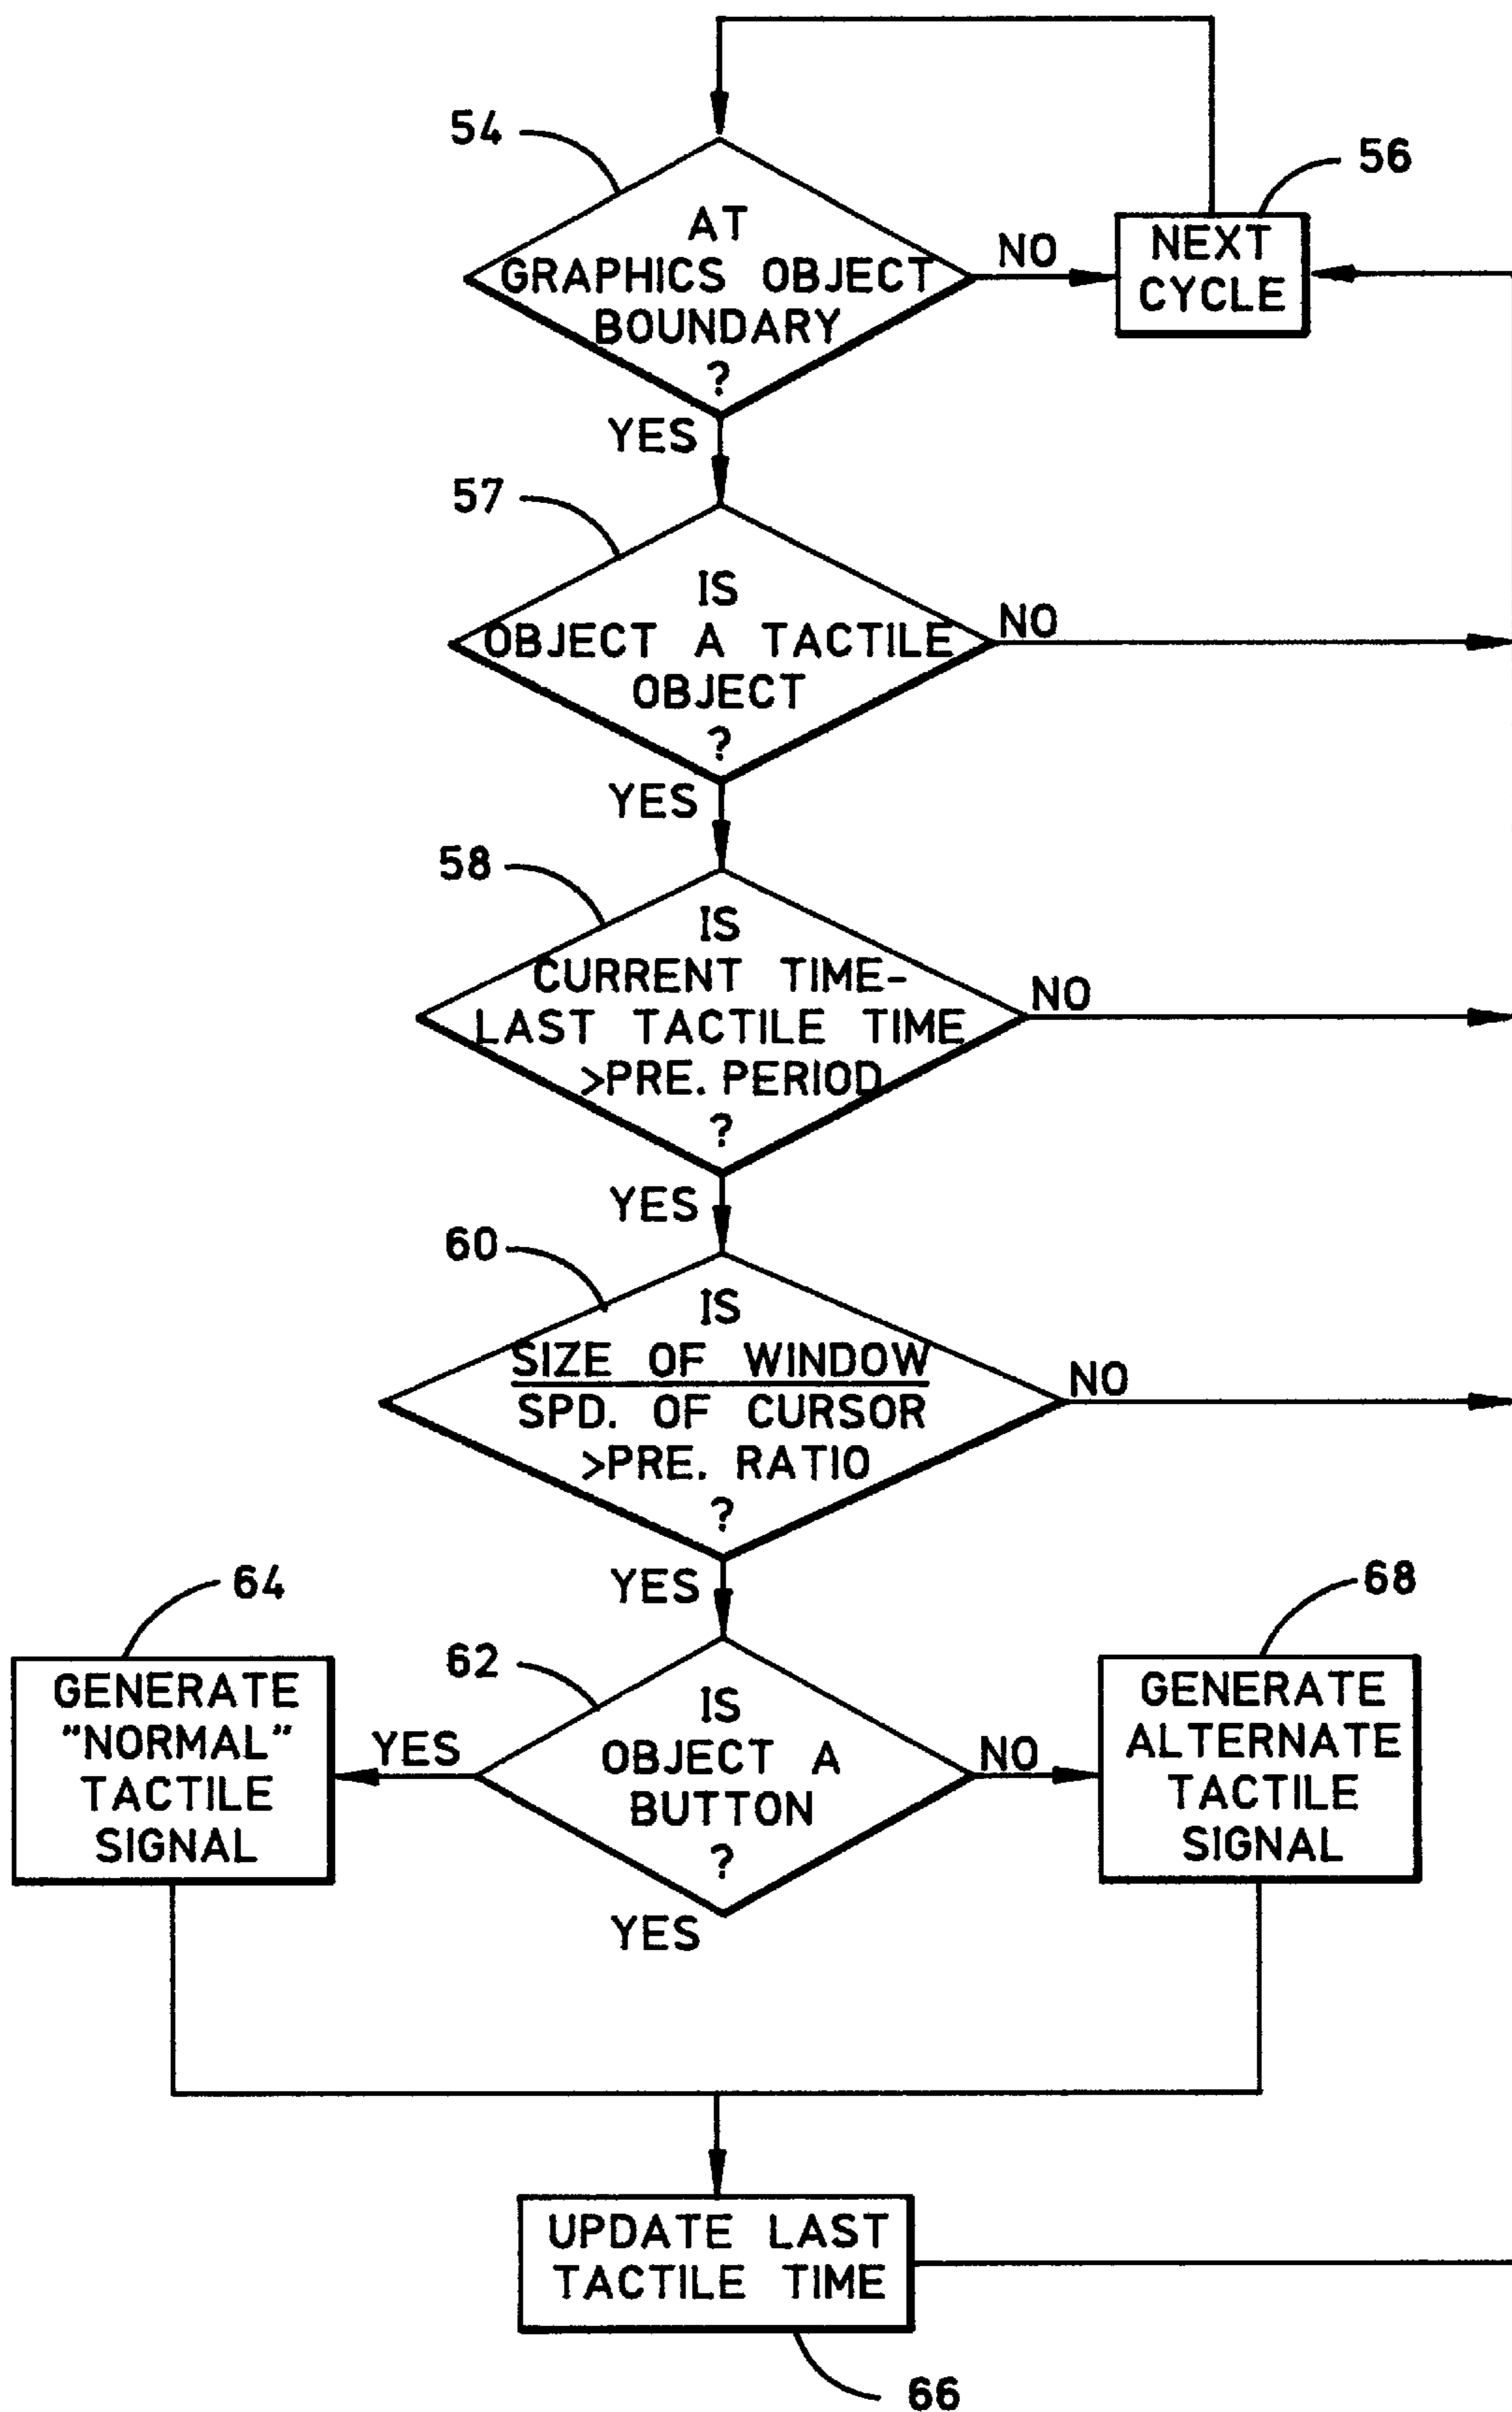 54
AT
GRAPHICS OBJECT
BOUNDARY
?
NO
56
NEXT
CYCLE
YES
57
IS
OBJECT A TACTILE
OBJECT
?
NO
YES
58
IS
CURRENT TIME-
LAST TACTILE TIME
>PRE. PERIOD
?
NO
YES
60
IS
SIZE OF WINDOW
SPD. OF CURSOR
>PRE. RATIO
?
NO
YES
64
GENERATE
"NORMAL"
TACTILE
SIGNAL
YES
62
IS
OBJECT A
BUTTON
?
YES
NO
68
GENERATE
ALTERNATE
TACTILE
SIGNAL
UPDATE LAST
TACTILE TIME
66